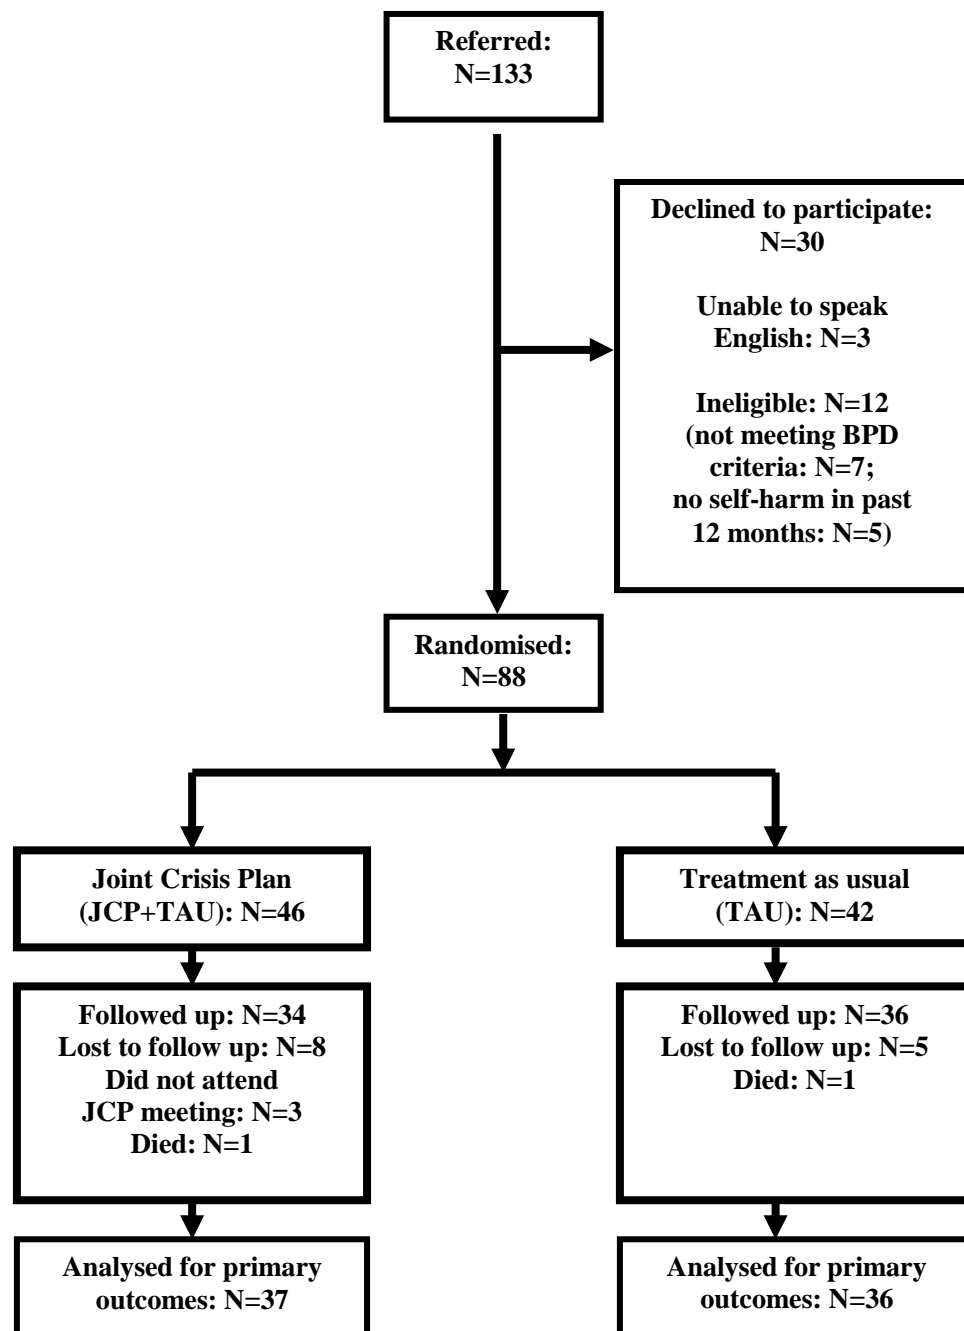 Referred:
N=133
Declined to participate:
N=30
Unable to speak
English: N=3
Ineligible: N=12
(not meeting BPD
criteria: N=7;
no self-harm in past
12 months: N=5)
Randomised:
N=88
Joint Crisis Plan
(JCP+TAU): N=46
Treatment as usual
(TAU): N=42
Followed up: N=34
Lost to follow up: N=8
Did not attend
JCP meeting: N=3
Died: N=1
Followed up: N=36
Lost to follow up: N=5
Died: N=1
Analysed for primary
outcomes: N=37
Analysed for primary
outcomes: N=36